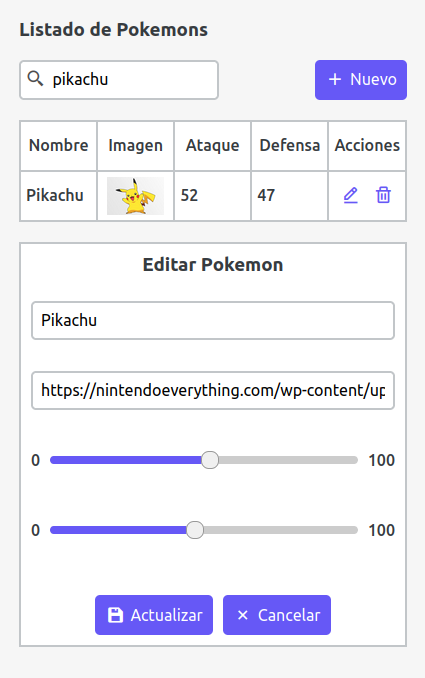 Listado de Pokemons
pikachu
Nuevo
Nombre Imagen Ataque Defensa Acciones
Pikachu 52 47
Editar Pokemon
Pikachu
https://nintendoeverything.com/wp-content/up
0 100
0 100
Actualizar Cancelar